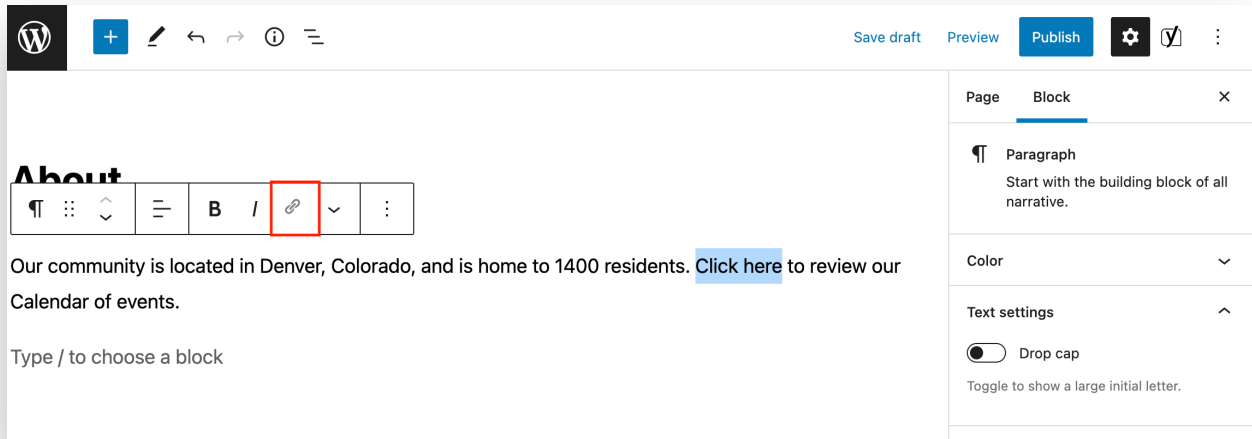 Save draft Preview Publish
Page Block
About
B I
Paragraph
Start with the building block of all
narrative.
Our community is located in Denver, Colorado, and is home to 1400 residents. Click here to review our
Calendar of events.
Type / to choose a block
Color
Text settings
Drop cap
Toggle to show a large initial letter.